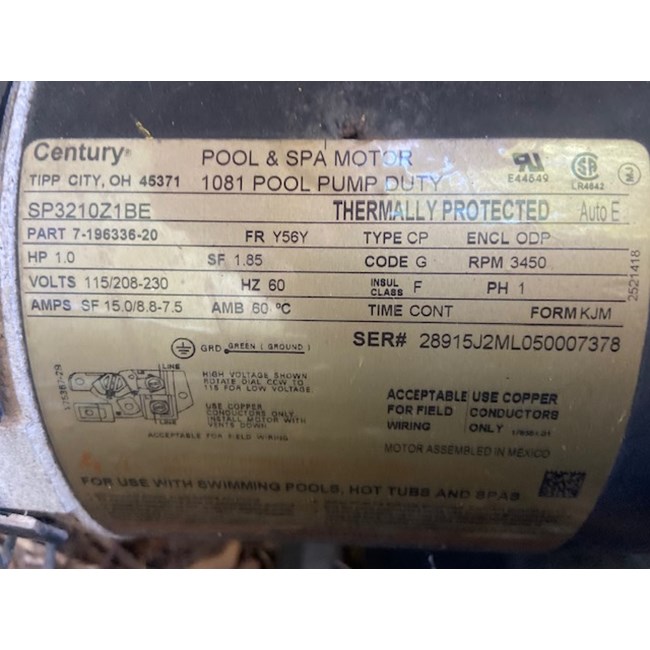 Century®
POOL & SPA MOTOR
TIPP CITY, OH 45371 1081 POOL PUMP DUTY
E44649
LR4642
SP3210Z1BE THERMALLY PROTECTED Auto E
PART 7-196336-20 FR Y56Y TYPE CP ENCL ODP
HP 1.0 SF 1.85 CODE G RPM 3450
VOLTS 115/208-230 HZ 60 INSUL CLASS F PH 1
AMPS SF 15.0/8.8-7.5 AMB 60 ºC TIME CONT FORM KJM
2521418
SER# 28915J2ML050007378
GRD GREEN (GROUND)
LINE
HIGH VOLTAGE SHOWN
ROTATE DIAL CCW TO
115 FOR LOW VOLTAGE
USE COPPER
CONDUCTORS ONLY
INSTALL MOTOR WITH
VENTS DOWN
LINE
ACCEPTABLE FOR FIELD WIRING
ACCEPTABLE USE COPPER
FOR FIELD CONDUCTORS
WIRING ONLY
MOTOR ASSEMBLED IN MEXICO
FOR USE WITH SWIMMING POOLS, HOT TUBS AND SPAS